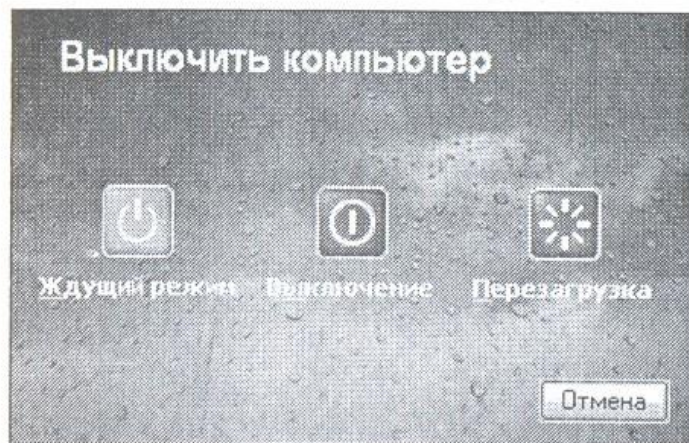 Выключить компьютер
Ждущий режим Выключение Перезагрузка
Отмена